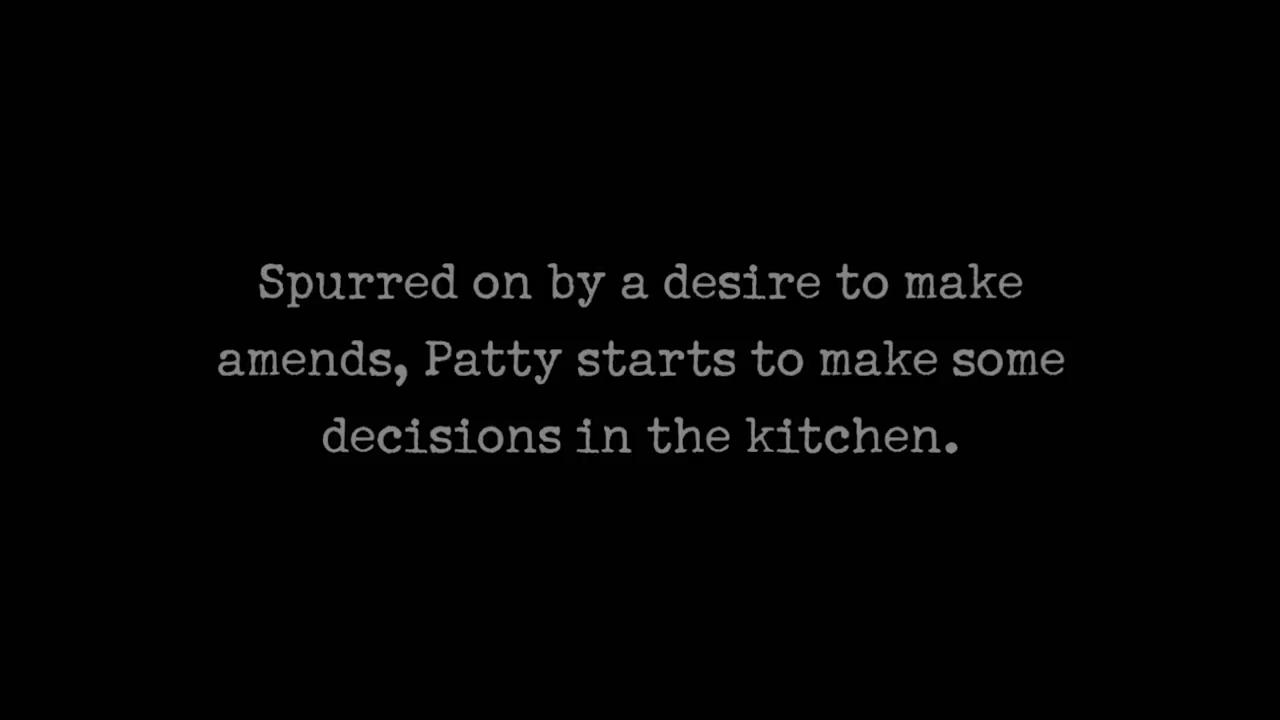 Spurred on by a desire to make
amends, Patty starts to make some
decisions in the kitchen.